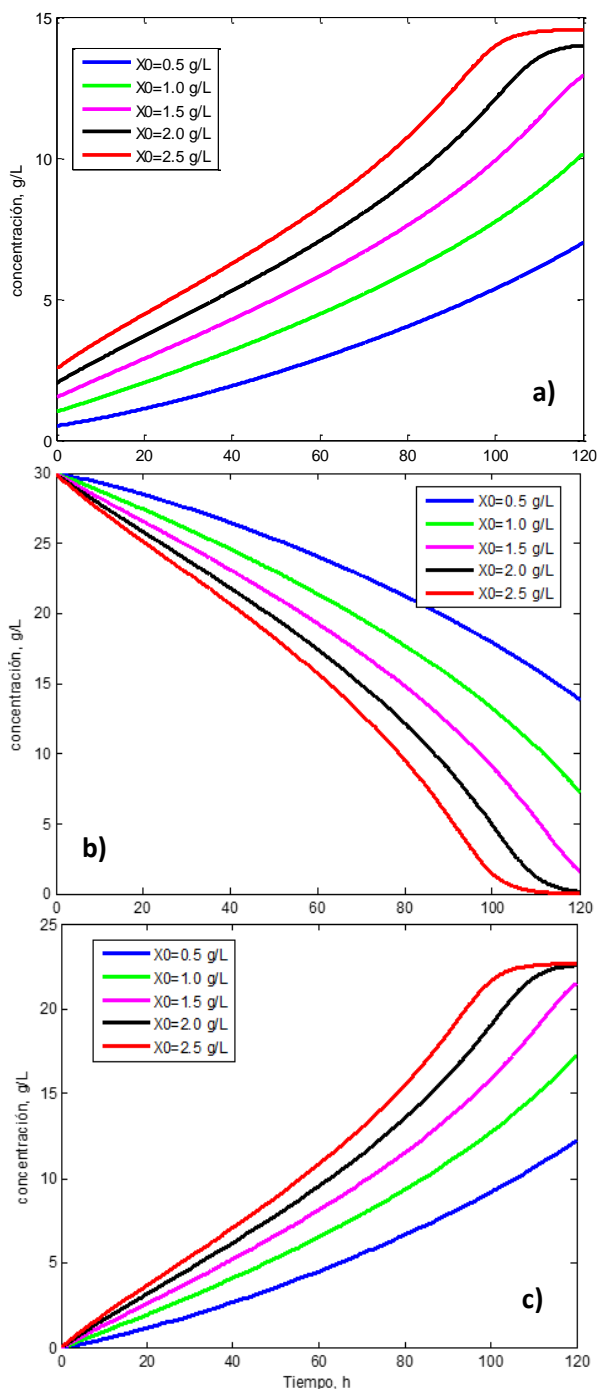 15
10
5
0
concentración, g/L
X0=0.5 g/L
X0=1.0 g/L
X0=1.5 g/L
X0=2.0 g/L
X0=2.5 g/L
a)
0 20 40 60 80 100 120
30
25
20
15
10
5
0
concentración, g/L
X0=0.5 g/L
X0=1.0 g/L
X0=1.5 g/L
X0=2.0 g/L
X0=2.5 g/L
b)
0 20 40 60 80 100 120
25
20
15
10
5
0
concentración, g/L
X0=0.5 g/L
X0=1.0 g/L
X0=1.5 g/L
X0=2.0 g/L
X0=2.5 g/L
c)
0 20 40 60 80 100 120
Tiempo, h